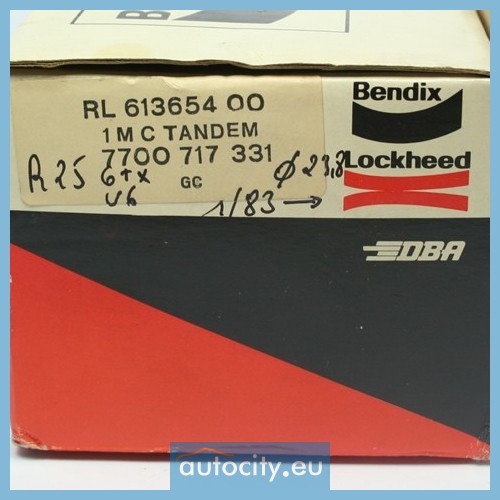 B
RL 613654 00
1 M C TANDEM
7700 717 331
GC
R25 GTX
V6
1/83 →
Ø 23,8
Bendix
Lockheed
DBA
autocity.eu